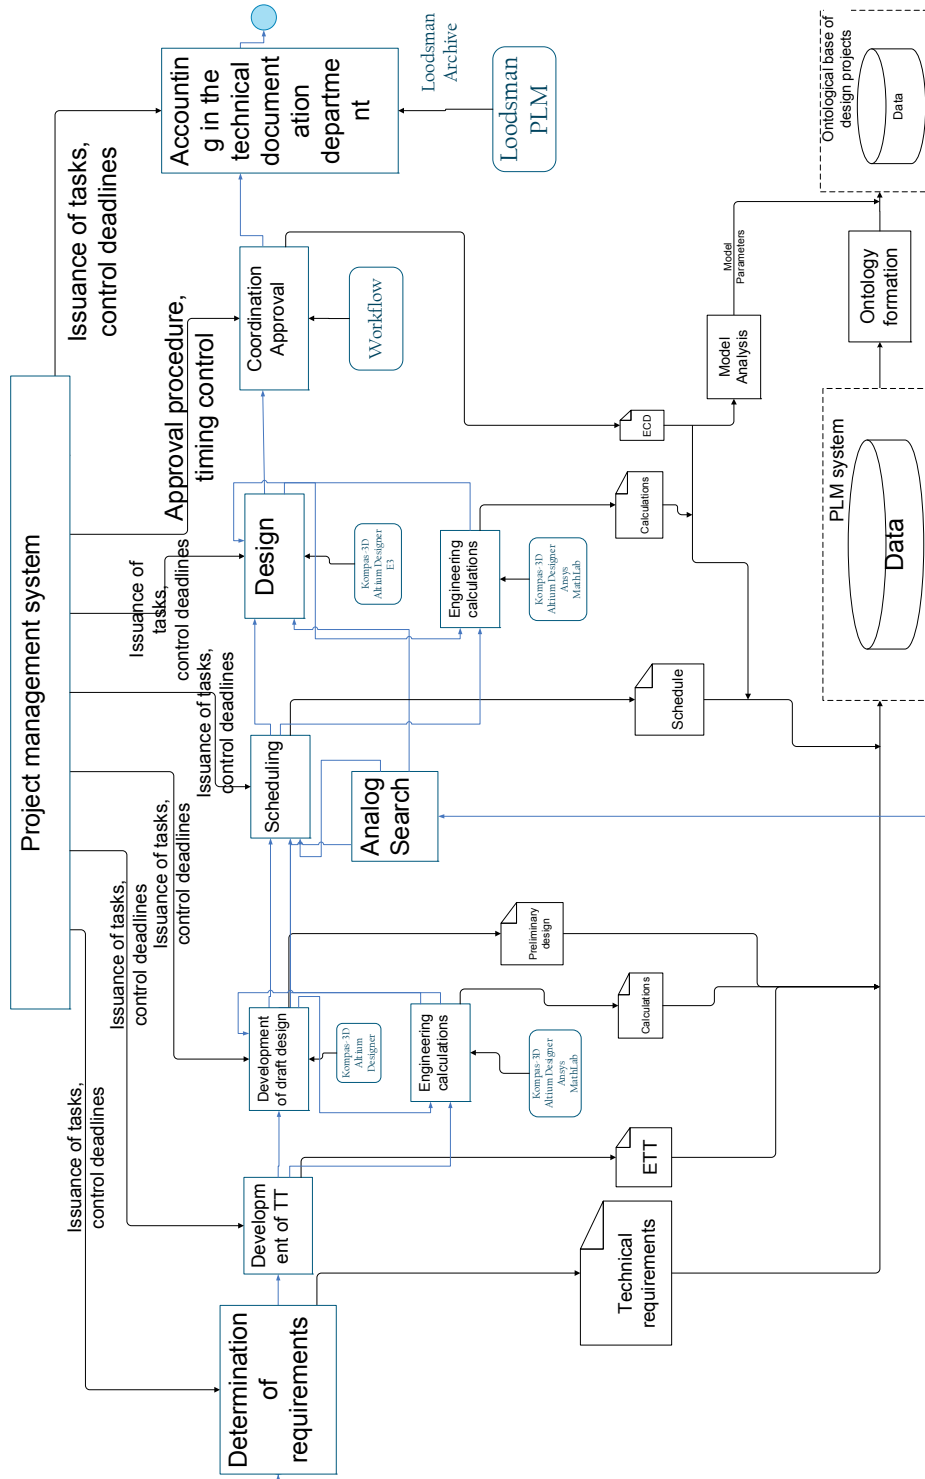 Project management system
Issuance of tasks,
control deadlines
Issuance of tasks,
control deadlines
Issuance of tasks,
control deadlines
Issuance of tasks,
control deadlines
Issuance of
tasks,
control deadlines
Approval procedure,
timing control
Issuance of tasks,
control deadlines
Determination
of
requirements
Developm
ent of TT
Development
of draft design
Scheduling
Design
Coordination
Approval
Accountin
g in the
technical
document
ation
departme
nt
Kompas-3D
Altium
Designer
Engineering
calculations
Kompas-3D
Altium Designer
Ansys
MathLab
Analog
Search
Kompas-3D
Altium Designer
E3
Engineering
calculations
Kompas-3D
Altium Designer
Ansys
MathLab
Workflow
Loodsman
Archive
Loodsman
PLM
Technical
requirements
ETT
Calculations
Preliminary
design
Schedule
Calculations
ECD
Model
Analysis
Model
Parameters
PLM system
Data
Ontology
formation
Ontological base of
design projects
Data